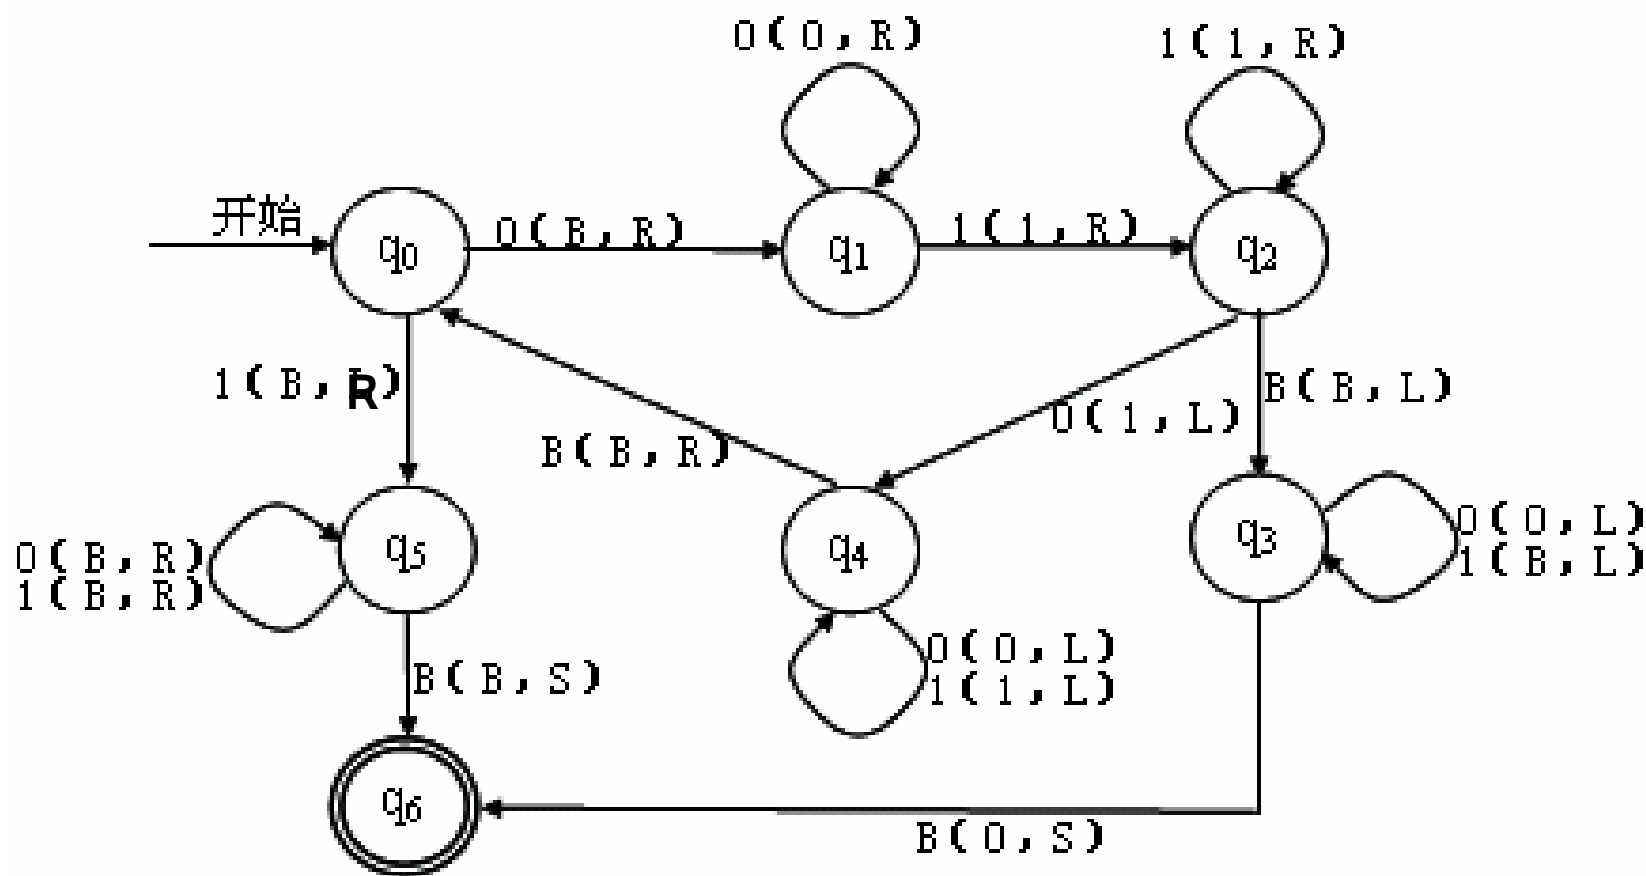 0(0,R)
1(1,R)
开始
q0
0(B,R)
q1
1(1,R)
q2
1(B,R)
B(B,R)
0(1,L)
B(B,L)
q5
0(B,R)
1(B,R)
q4
q3
0(0,L)
1(B,L)
B(B,S)
0(0,L)
1(1,L)
q6
B(0,S)